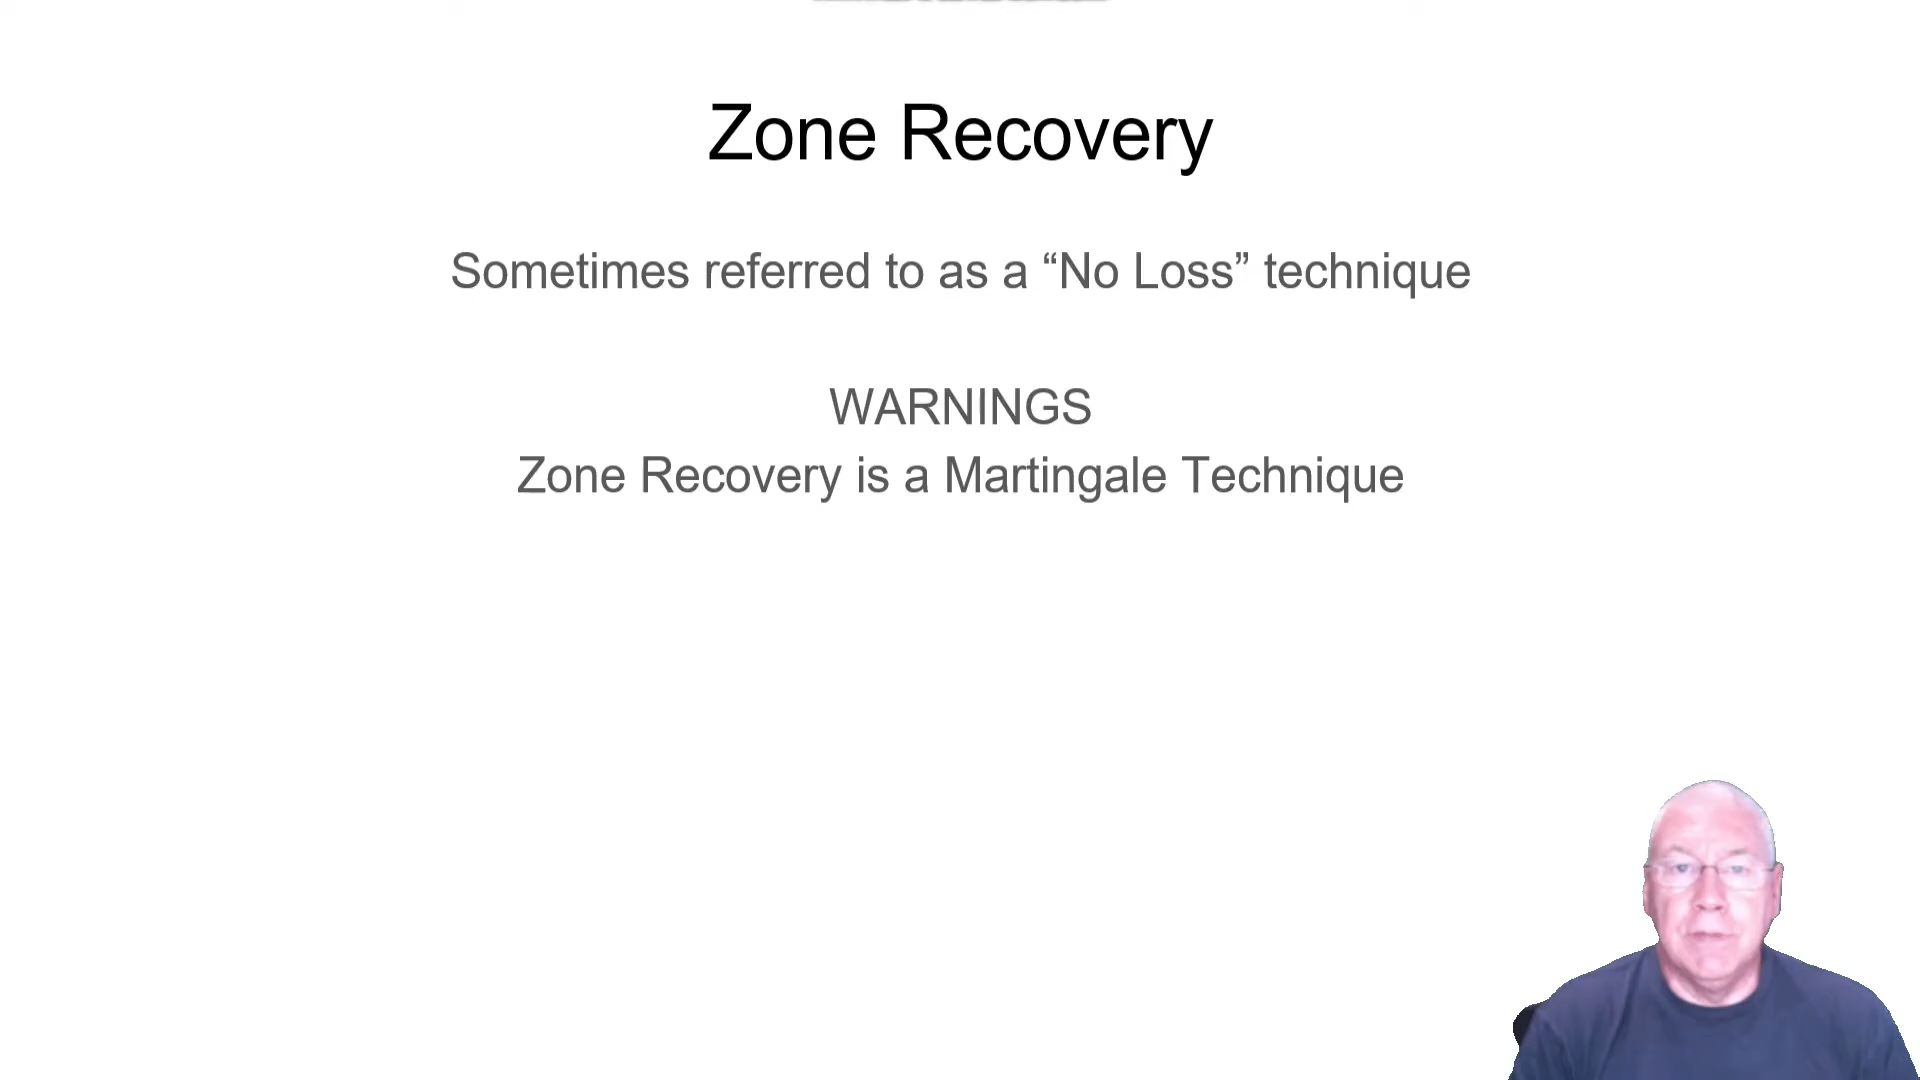 Zone Recovery
Sometimes referred to as a “No Loss” technique
WARNINGS
Zone Recovery is a Martingale Technique